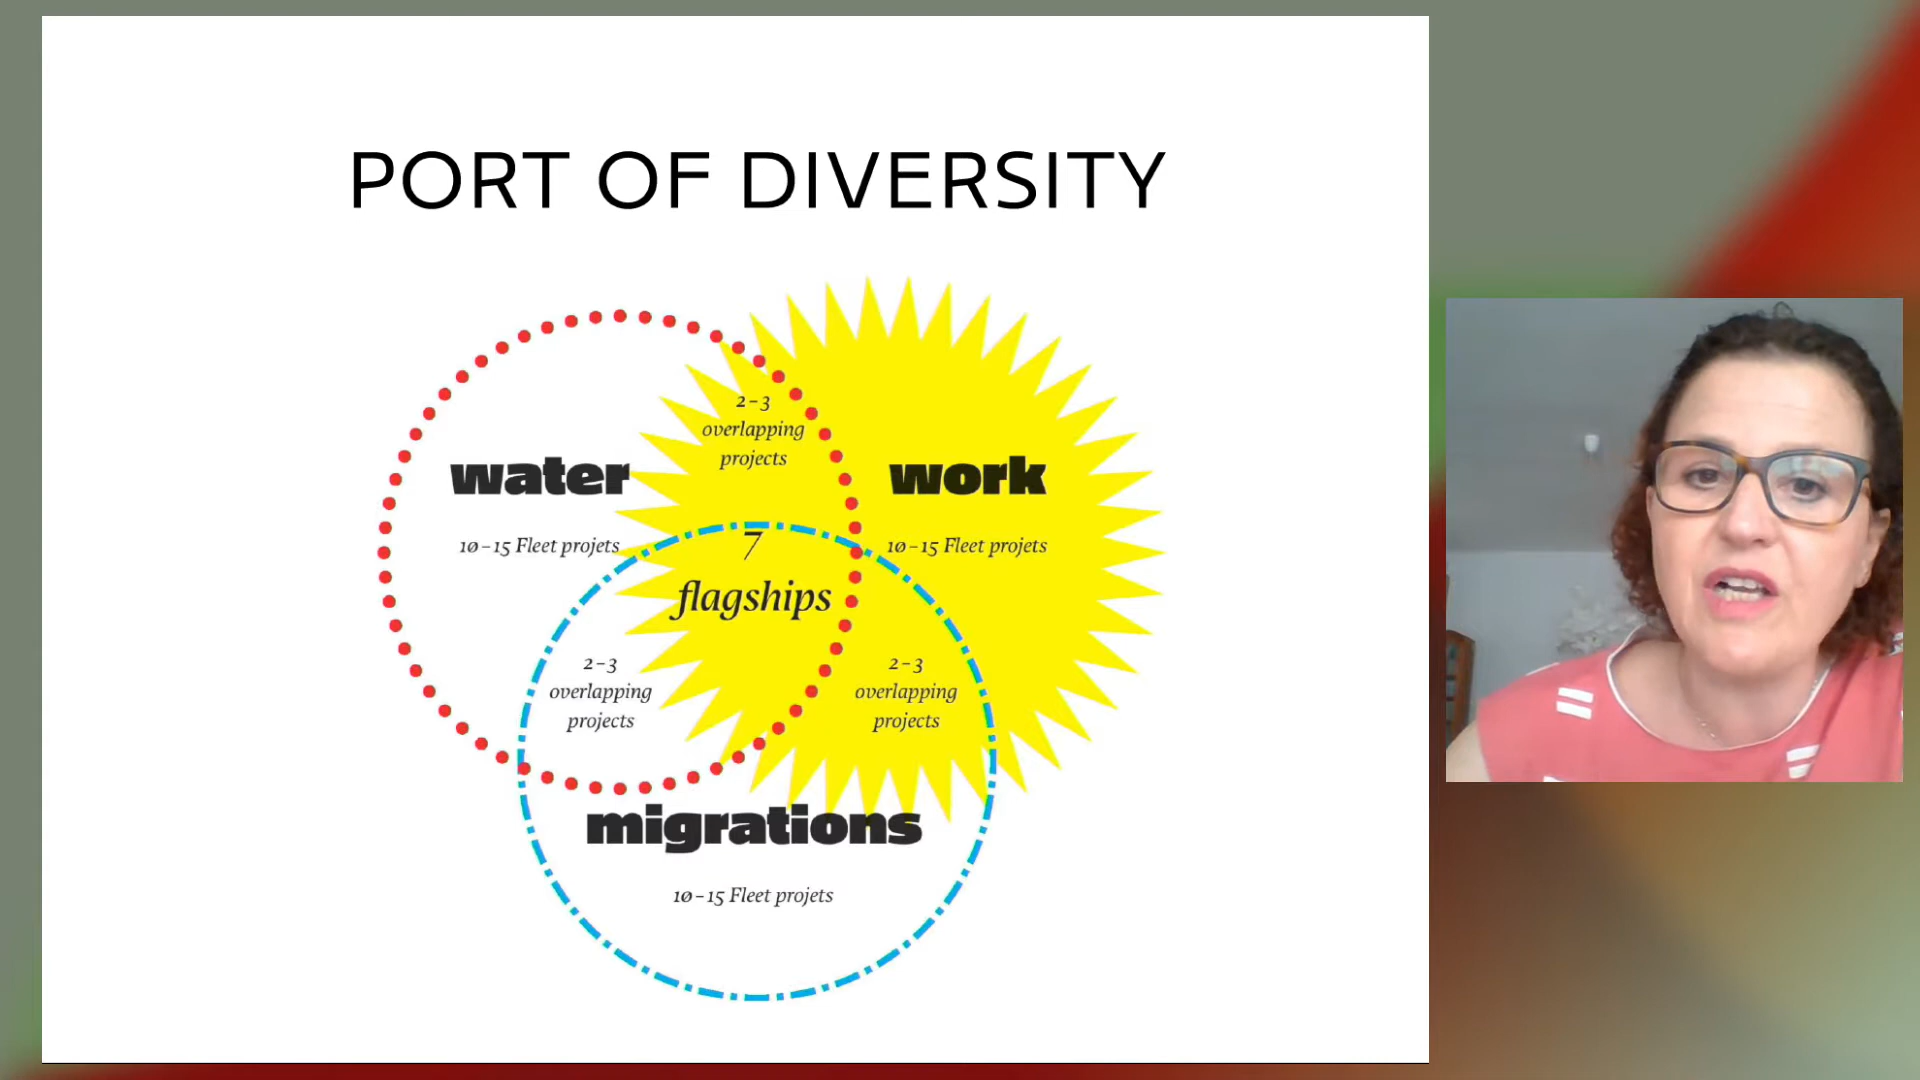 PORT OF DIVERSITY
2–3
overlapping
projects
water
work
10–15 Fleet projets
10–15 Fleet projets
7
flagships
2–3
overlapping
projects
2–3
overlapping
projects
migrations
10–15 Fleet projets